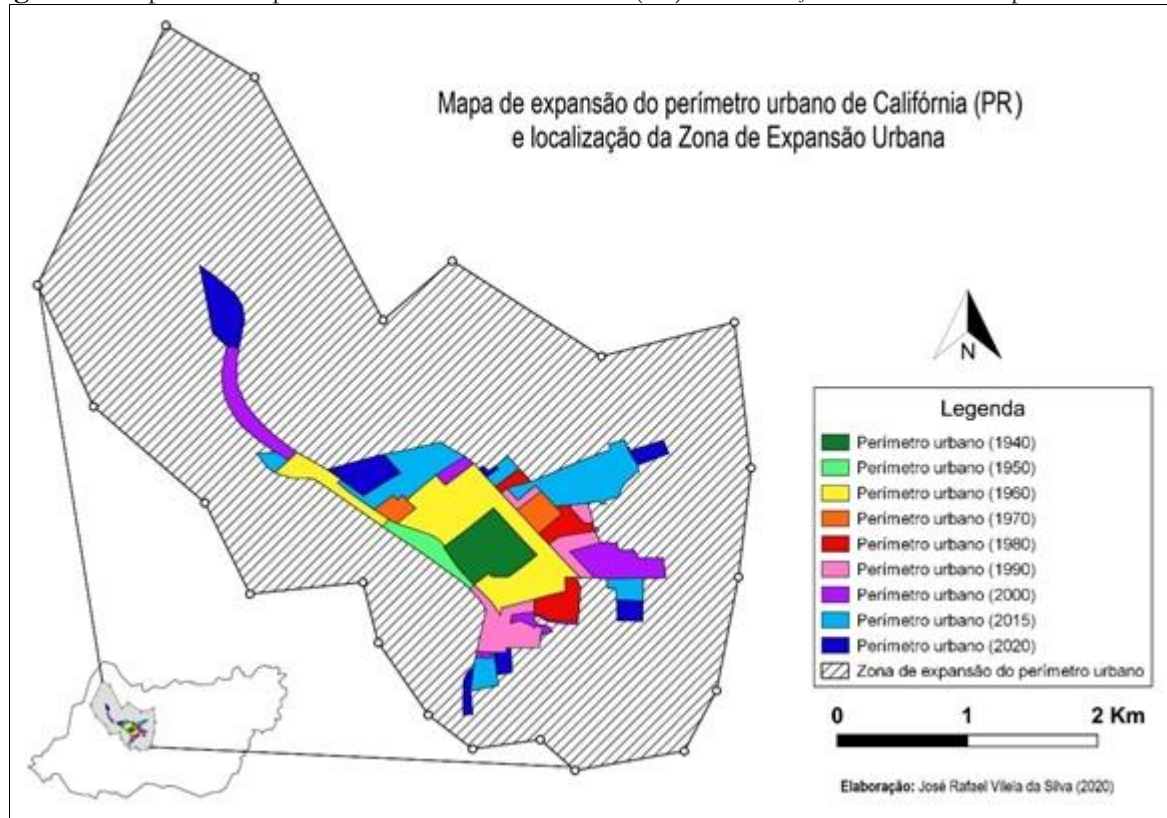 Mapa de expansão do perímetro urbano de Califórnia (PR)
e localização da Zona de Expansão Urbana
N
Legenda
Perímetro urbano (1940)
Perímetro urbano (1950)
Perímetro urbano (1960)
Perímetro urbano (1970)
Perímetro urbano (1980)
Perímetro urbano (1990)
Perímetro urbano (2000)
Perímetro urbano (2015)
Perímetro urbano (2020)
Zona de expansão do perímetro urbano
0 1 2 Km
Elaboração: José Rafael Vilela da Silva (2020)